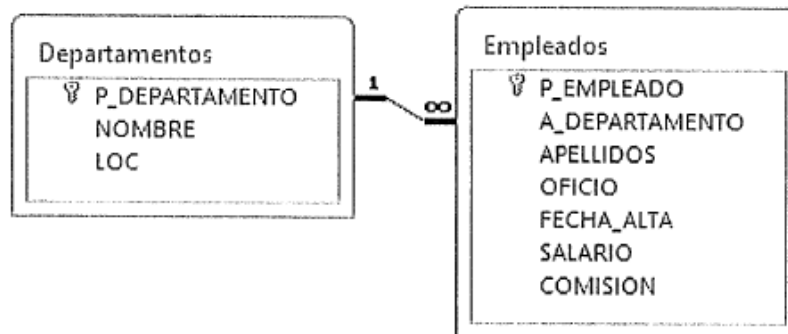 Departamentos
P_DEPARTAMENTO
NOMBRE
LOC
1
∞
Empleados
P_EMPLEADO
A_DEPARTAMENTO
APELLIDOS
OFICIO
FECHA_ALTA
SALARIO
COMISION